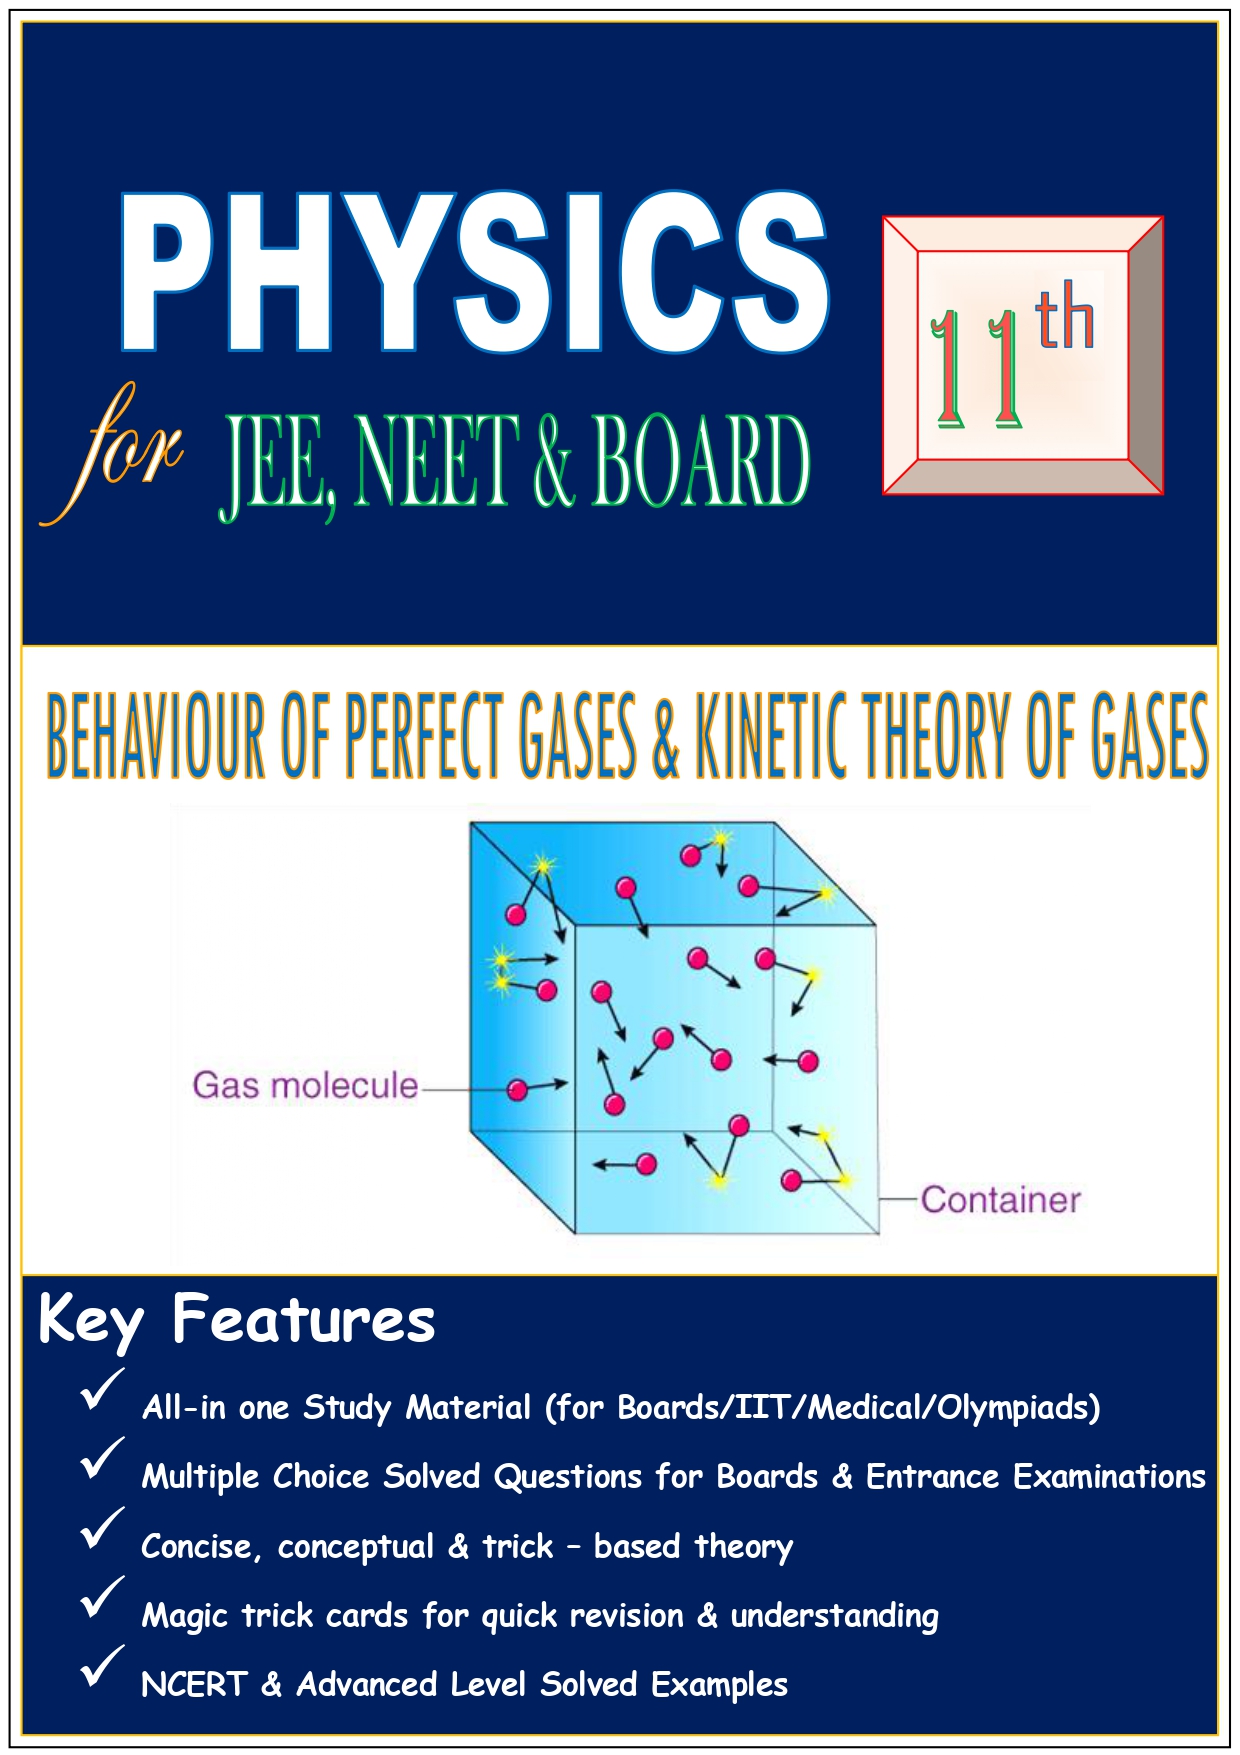 PHYSICS
11th
for JEE, NEET & BOARD
BEHAVIOUR OF PERFECT GASES & KINETIC THEORY OF GASES
Gas molecule
Container
Key Features
✓ All-in one Study Material (for Boards/IIT/Medical/Olympiads)
✓ Multiple Choice Solved Questions for Boards & Entrance Examinations
✓ Concise, conceptual & trick – based theory
✓ Magic trick cards for quick revision & understanding
✓ NCERT & Advanced Level Solved Examples